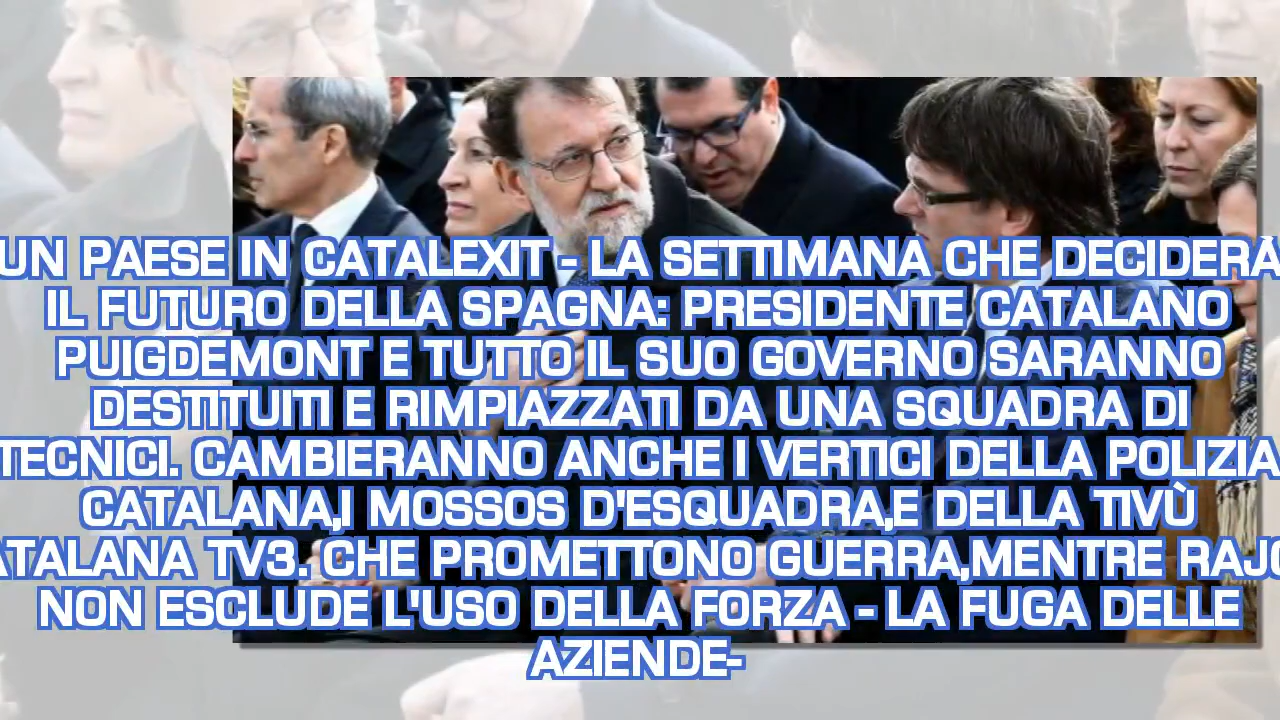 UN PAESE IN CATALEXIT - LA SETTIMANA CHE DECIDERÀ
IL FUTURO DELLA SPAGNA: PRESIDENTE CATALANO
PUIGDEMONT E TUTTO IL SUO GOVERNO SARANNO
DESTITUITI E RIMPIAZZATI DA UNA SQUADRA DI
TECNICI. CAMBIERANNO ANCHE I VERTICI DELLA POLIZIA
CATALANA,I MOSSOS D'ESQUADRA,E DELLA TIVÙ
ATALANA TV3. CHE PROMETTONO GUERRA,MENTRE RAJO
NON ESCLUDE L'USO DELLA FORZA - LA FUGA DELLE
AZIENDE-